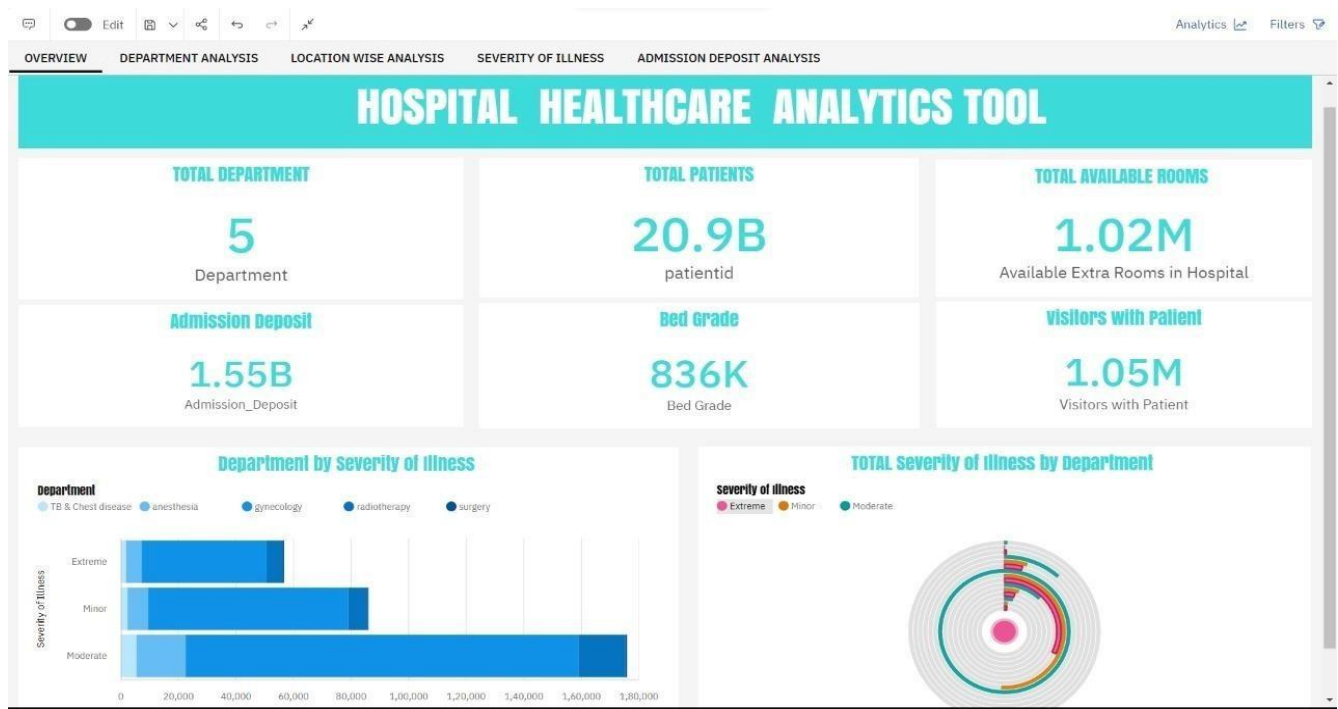 Edit
Analytics
Filters
OVERVIEW DEPARTMENT ANALYSIS LOCATION WISE ANALYSIS SEVERITY OF ILLNESS ADMISSION DEPOSIT ANALYSIS
HOSPITAL HEALTHCARE ANALYTICS TOOL
TOTAL DEPARTMENT
5
Department
TOTAL PATIENTS
20.9B
patientid
TOTAL AVAILABLE ROOMS
1.02M
Available Extra Rooms in Hospital
Admission Deposit
1.55B
Admission_Deposit
Bed Grade
836K
Bed Grade
Visitors with Patient
1.05M
Visitors with Patient
Department by Severity of Illness
Department
TB & Chest disease anesthesia gynecology radiotherapy surgery
Severity of Illness
Extreme
Minor
Moderate
0 20,000 40,000 60,000 80,000 1,00,000 1,20,000 1,40,000 1,60,000 1,80,000
TOTAL Severity of Illness by Department
Severity of Illness
Extreme Minor Moderate